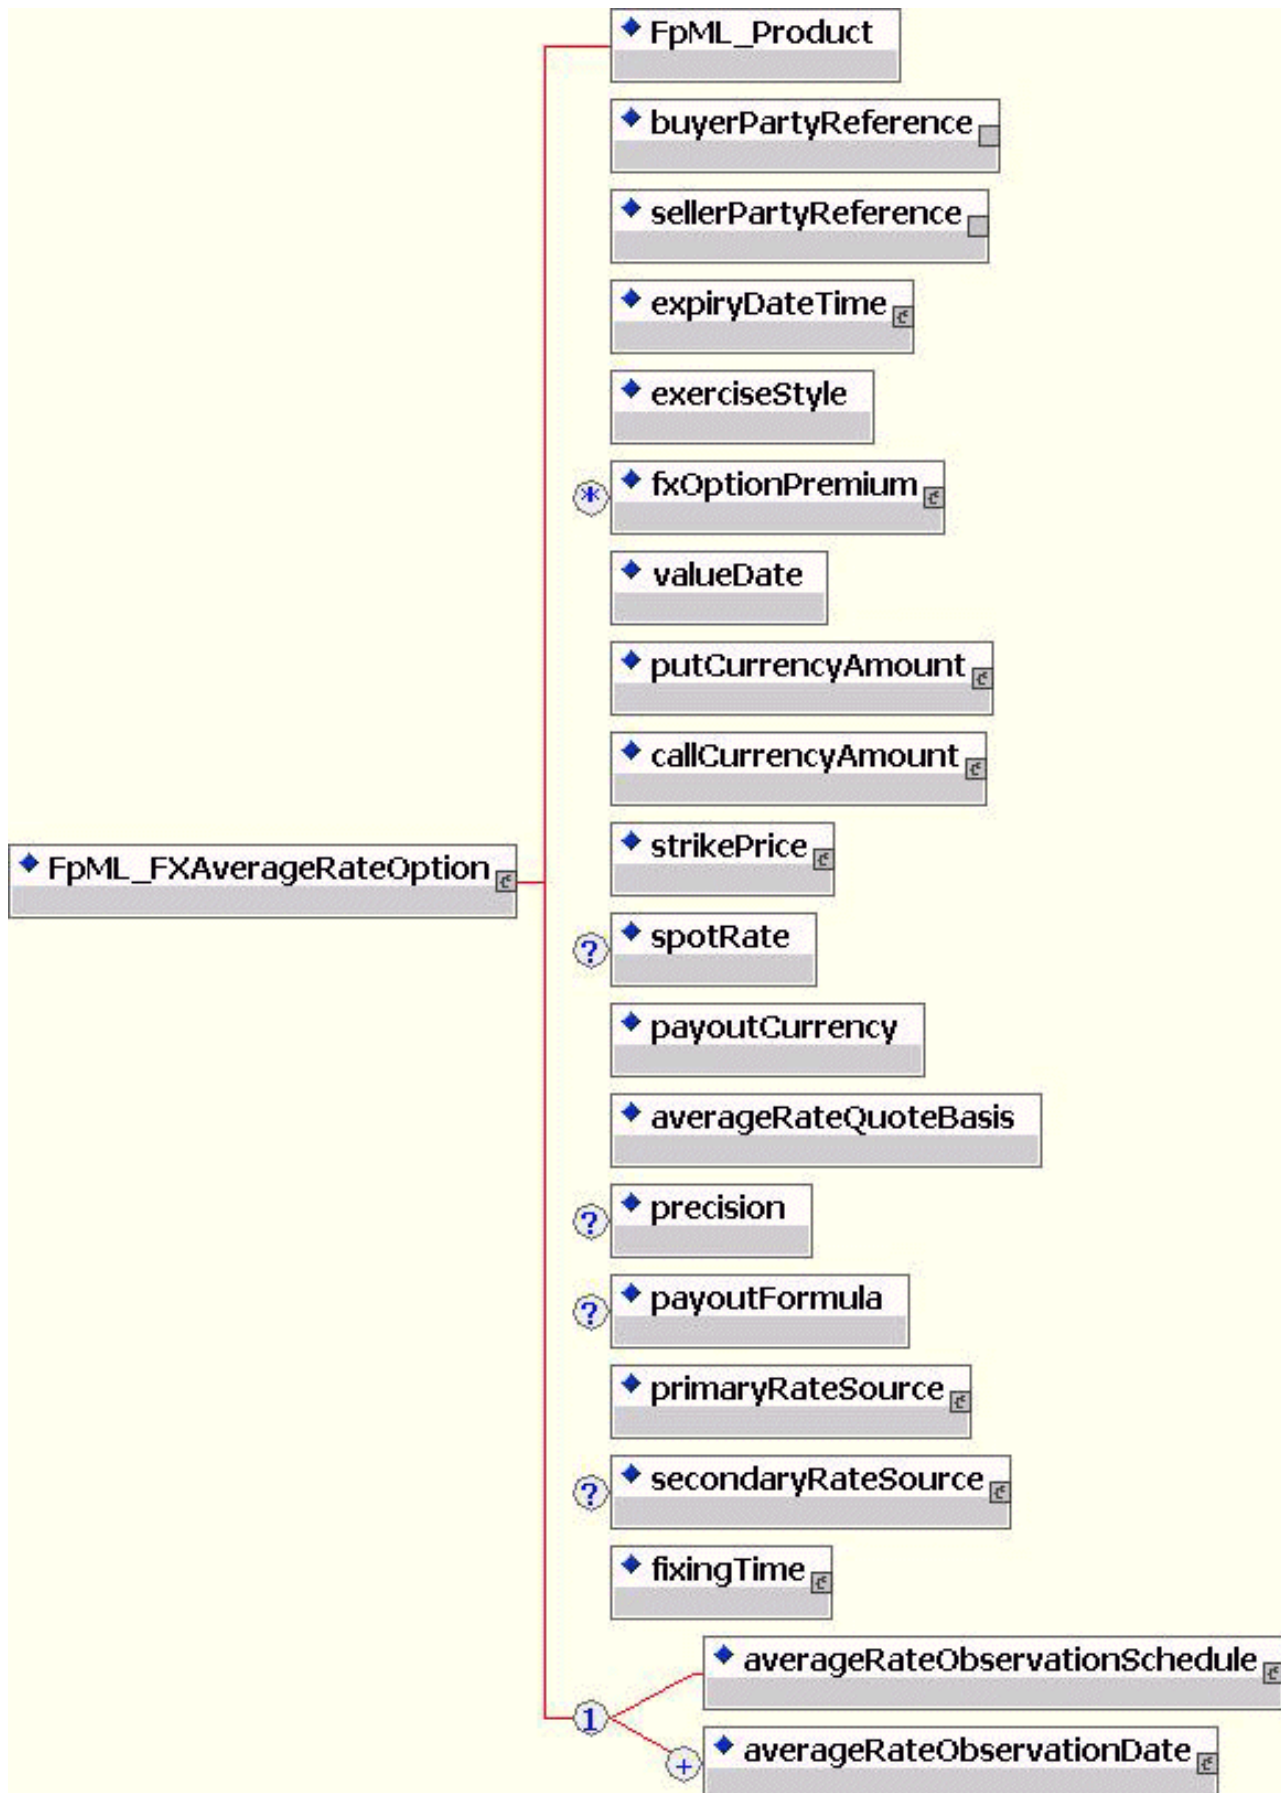 FpML_Product
buyerPartyReference
sellerPartyReference
expiryDateTime
exerciseStyle
* fxOptionPremium
valueDate
putCurrencyAmount
callCurrencyAmount
strikePrice
FpML_FXAverageRateOption
? spotRate
payoutCurrency
averageRateQuoteBasis
? precision
? payoutFormula
primaryRateSource
? secondaryRateSource
fixingTime
averageRateObservationSchedule
1
+ averageRateObservationDate